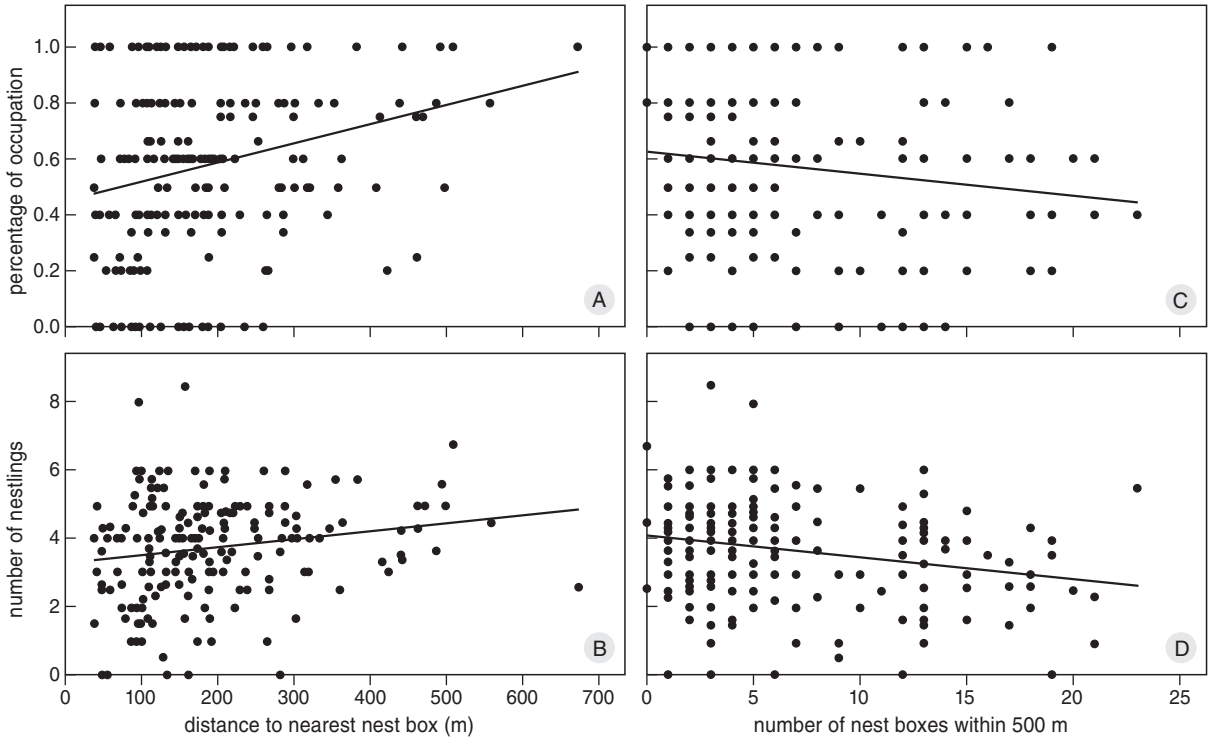 percentage of occupation
1.0
0.8
0.6
0.4
0.2
0.0
A
C
number of nestlings
8
6
4
2
0
B
D
0 100 200 300 400 500 600 700
distance to nearest nest box (m)
0 5 10 15 20 25
number of nest boxes within 500 m